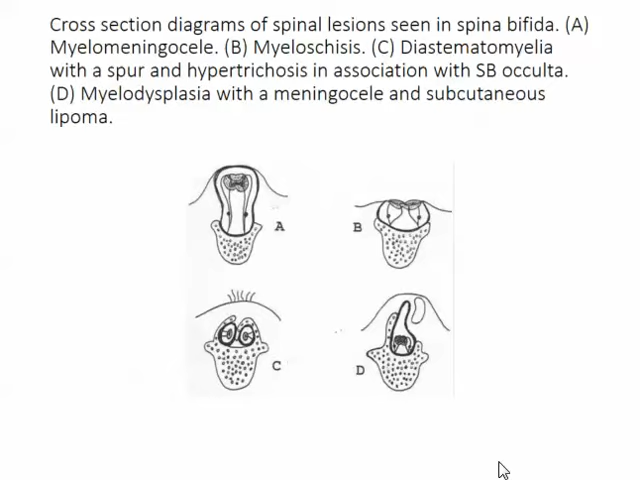 Cross section diagrams of spinal lesions seen in spina bifida. (A)
Myelomeningocele. (B) Myeloschisis. (C) Diastematomyelia
with a spur and hypertrichosis in association with SB occulta.
(D) Myelodysplasia with a meningocele and subcutaneous
lipoma.
A
B
C
D